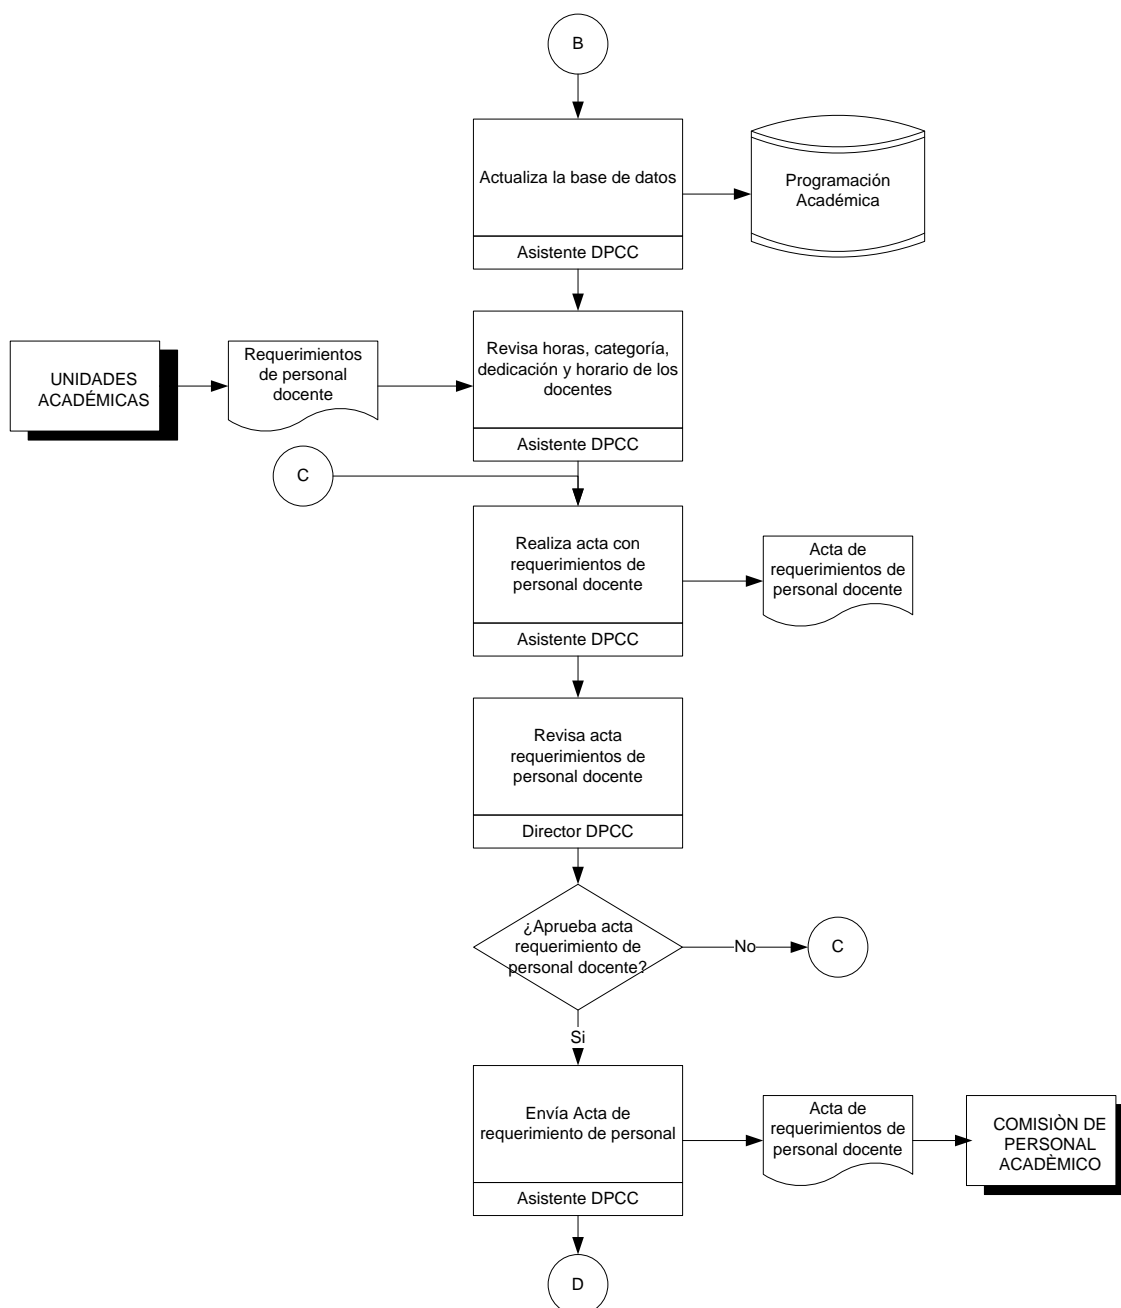 B
Actualiza la base de datos
Asistente DPCC
Programación
Académica
UNIDADES
ACADÉMICAS
Requerimientos
de personal
docente
Revisa horas, categoría,
dedicación y horario de los
docentes
Asistente DPCC
C
Realiza acta con
requerimientos de
personal docente
Asistente DPCC
Acta de
requerimientos de
personal docente
Revisa acta
requerimientos de
personal docente
Director DPCC
¿Aprueba acta
requerimiento de
personal docente?
No
C
Si
Envía Acta de
requerimiento de personal
Asistente DPCC
Acta de
requerimientos de
personal docente
COMISIÒN DE
PERSONAL
ACADÈMICO
D